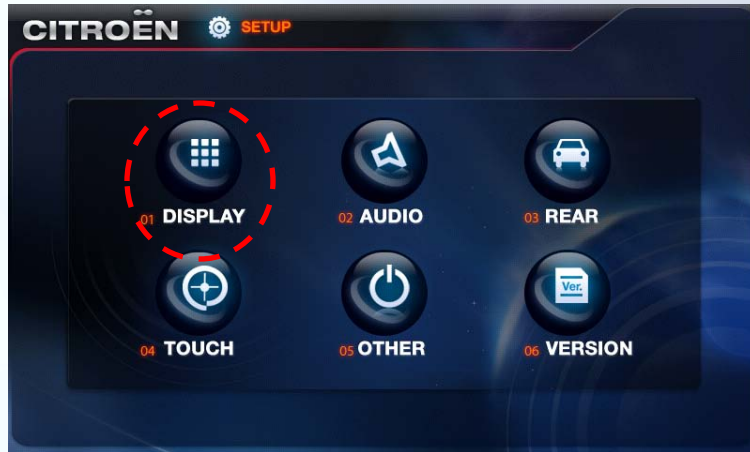 CITROËN SETUP
01 DISPLAY 02 AUDIO 03 REAR
Ver.
04 TOUCH 05 OTHER 06 VERSION